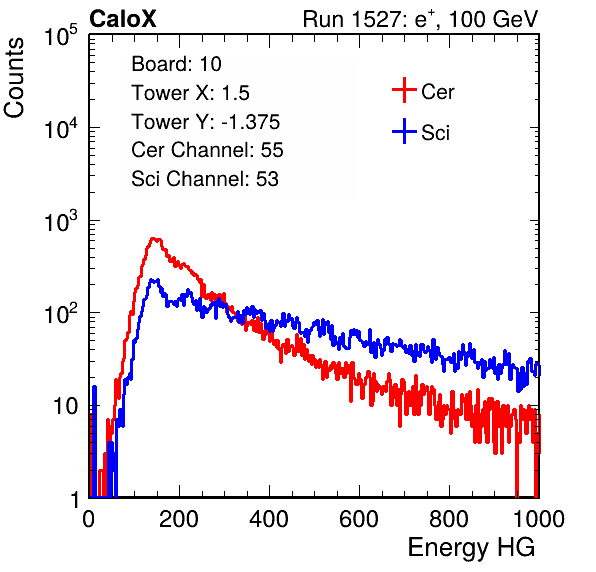 CaloX Run 1527: e+, 100 GeV
Counts
Board: 10
Tower X: 1.5
Tower Y: -1.375
Cer Channel: 55
Sci Channel: 53
Cer
Sci
10^5
10^4
10^3
10^2
10
1
0 200 400 600 800 1000
Energy HG